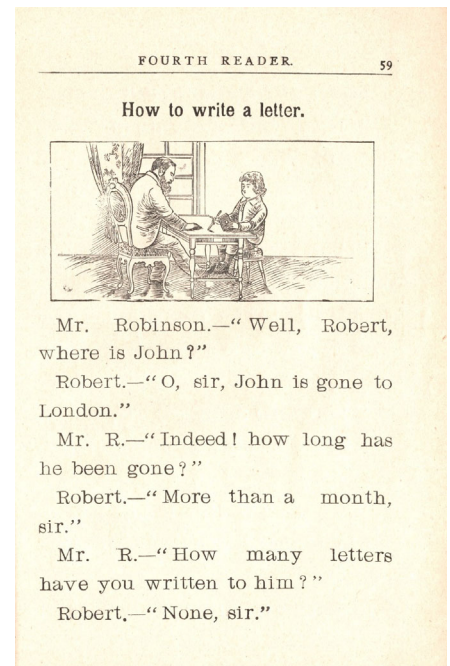 FOURTH READER.
59
How to write a letter.
Mr. Robinson.—“Well, Robert,
where is John?”
Robert.—“O, sir, John is gone to
London.”
Mr. R.—“Indeed! how long has
he been gone?”
Robert.—“More than a month,
sir.”
Mr. R.—“How many letters
have you written to him?”
Robert.—“None, sir.”